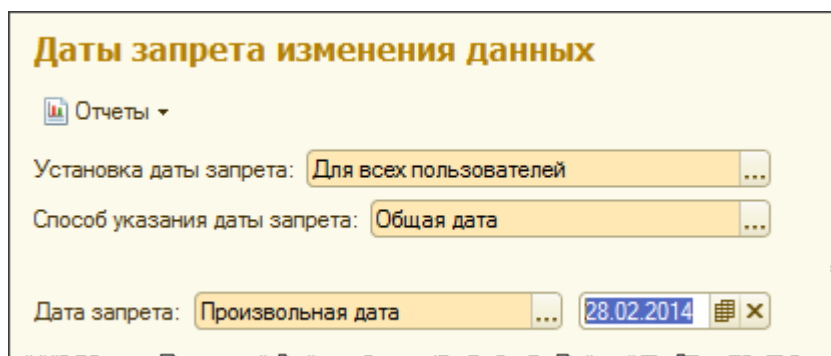 Даты запрета изменения данных
Отчеты
Установка даты запрета: Для всех пользователей ...
Способ указания даты запрета: Общая дата ...
Дата запрета: Произвольная дата ... 28.02.2014